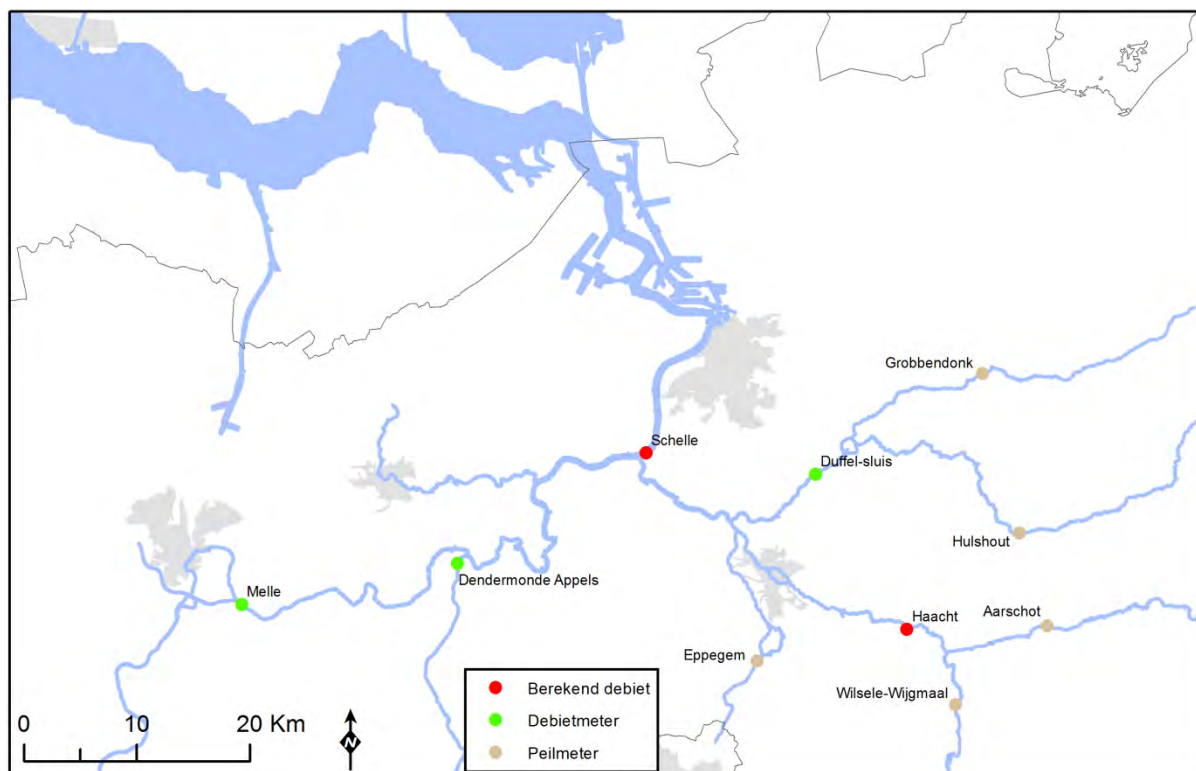 Grobbendonk
Schelle
Duffel-sluis
Hulshout
Dendermonde Appels
Melle
Haacht
Aarschot
Eppegem
Wilsele-Wijgmaal
Berekend debiet
Debietmeter
Peilmeter
0 10 20 Km
N